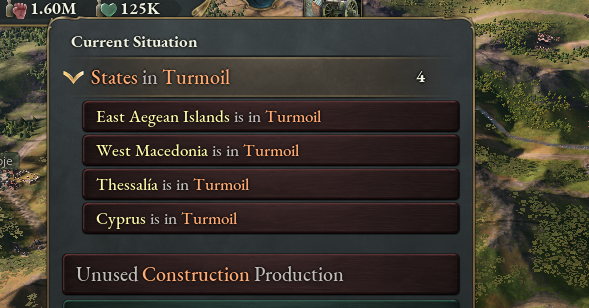 1.60M 125K
Current Situation
States in Turmoil 4
East Aegean Islands is in Turmoil
West Macedonia is in Turmoil
Thessalía is in Turmoil
Cyprus is in Turmoil
oje
Unused Construction Production